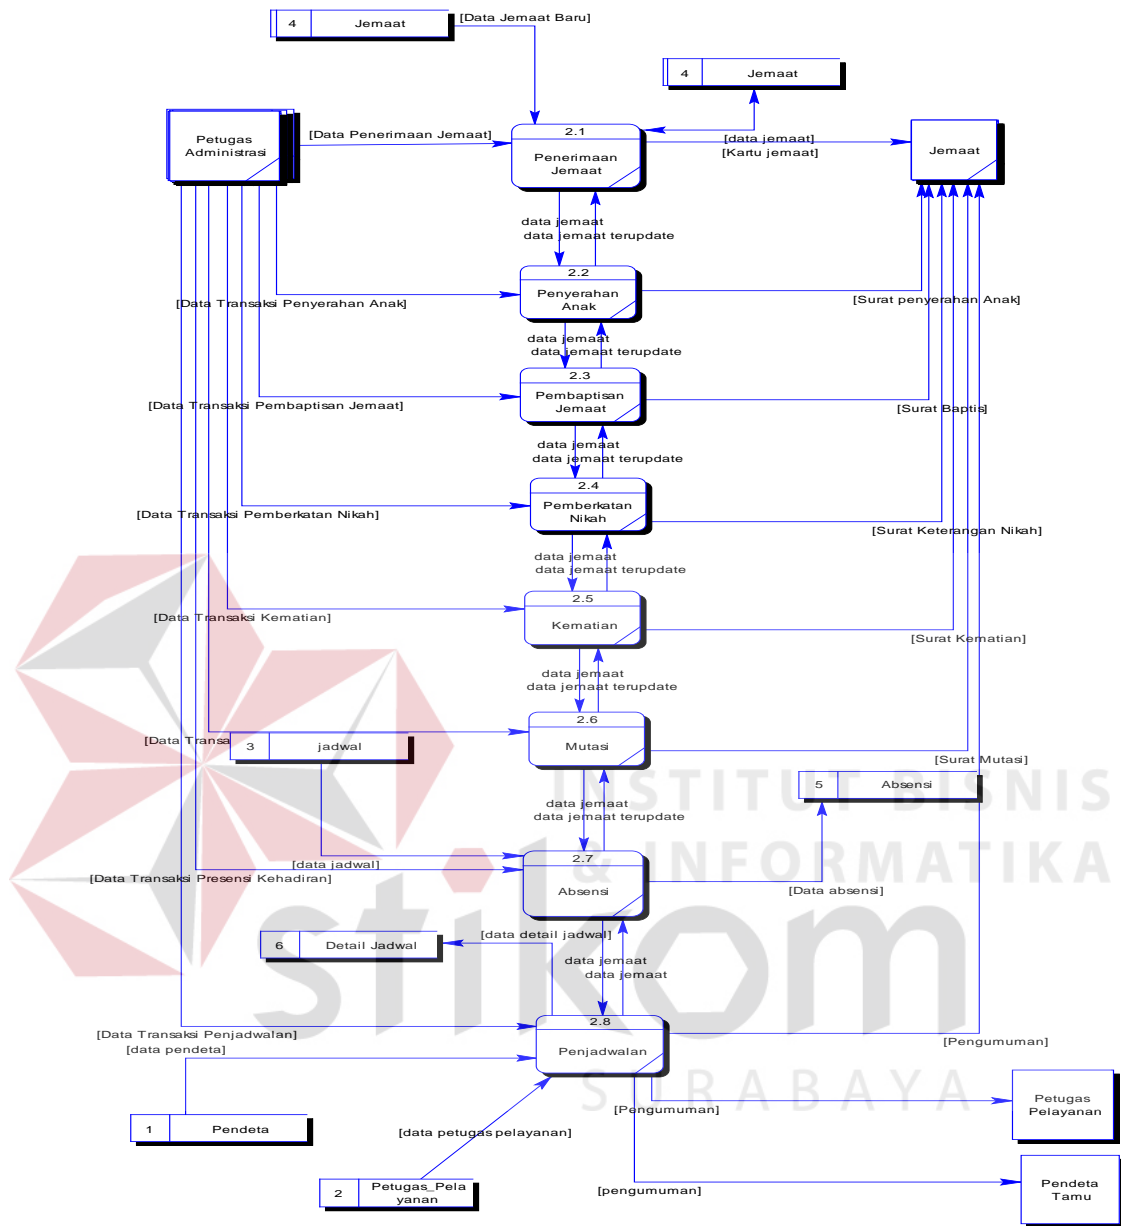 4 Jemaat
[Data Jemaat Baru]
4 Jemaat
Petugas
Administrasi
[Data Penerimaan Jemaat]
2.1
Penerimaan
Jemaat
[data jemaat]
[Kartu jemaat]
Jemaat
data jemaat
data jemaat terupdate
2.2
Penyerahan
Anak
[Data Transaksi Penyerahan Anak]
[Surat penyerahan Anak]
data jemaat
data jemaat terupdate
2.3
Pembaptisan
Jemaat
[Data Transaksi Pembaptisan Jemaat]
[Surat Baptis]
data jemaat
data jemaat terupdate
2.4
Pemberkatan
Nikah
[Data Transaksi Pemberkatan Nikah]
[Surat Keterangan Nikah]
data jemaat
data jemaat terupdate
2.5
Kematian
[Data Transaksi Kematian]
[Surat Kematian]
data jemaat
data jemaat terupdate
2.6
Mutasi
[Data Transa
3 jadwal
[Surat Mutasi]
INSTITUT BISNIS
5 Absensi
data jemaat
data jemaat terupdate
& INFORMATIKA
2.7
Absensi
[data jadwal]
[Data Transaksi Presensi Kehadiran]
[Data absensi]
stikom
6 Detail Jadwal
[data detail jadwal]
data jemaat
data jemaat
2.8
Penjadwalan
[Data Transaksi Penjadwalan]
[data pendeta]
[Pengumuman]
SURABAYA
[Pengumuman]
Petugas
Pelayanan
1 Pendeta
[data petugas pelayanan]
2 Petugas_Pela
yanan
[pengumuman]
Pendeta
Tamu